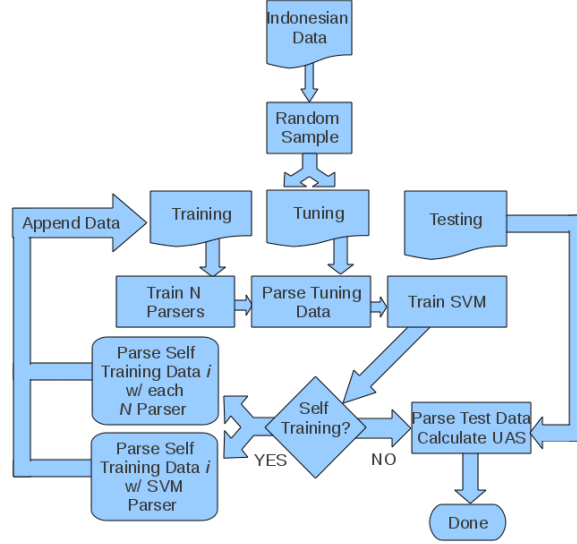 Indonesian
Data
Random
Sample
Append Data
Training
Tuning
Testing
Train N
Parsers
Parse Tuning
Data
Train SVM
Parse Self
Training Data i
w/ each
N Parser
Self
Training?
Parse Test Data
Calculate UAS
YES
NO
Parse Self
Training Data i
w/ SVM
Parser
Done